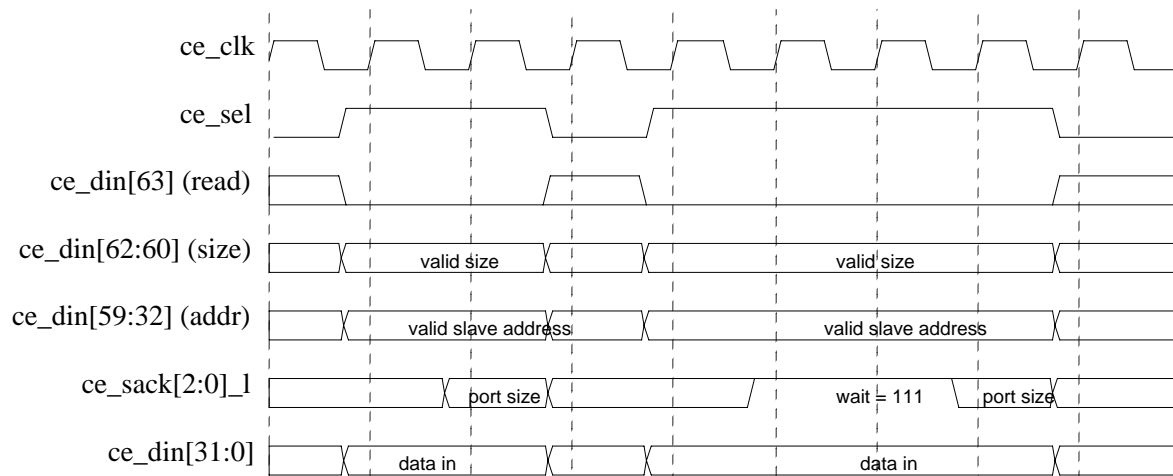 ce_clk
ce_sel
ce_din[63] (read)
ce_din[62:60] (size) valid size valid size
ce_din[59:32] (addr) valid slave address valid slave address
ce_sack[2:0]_l port size wait = 111 port size
ce_din[31:0] data in data in